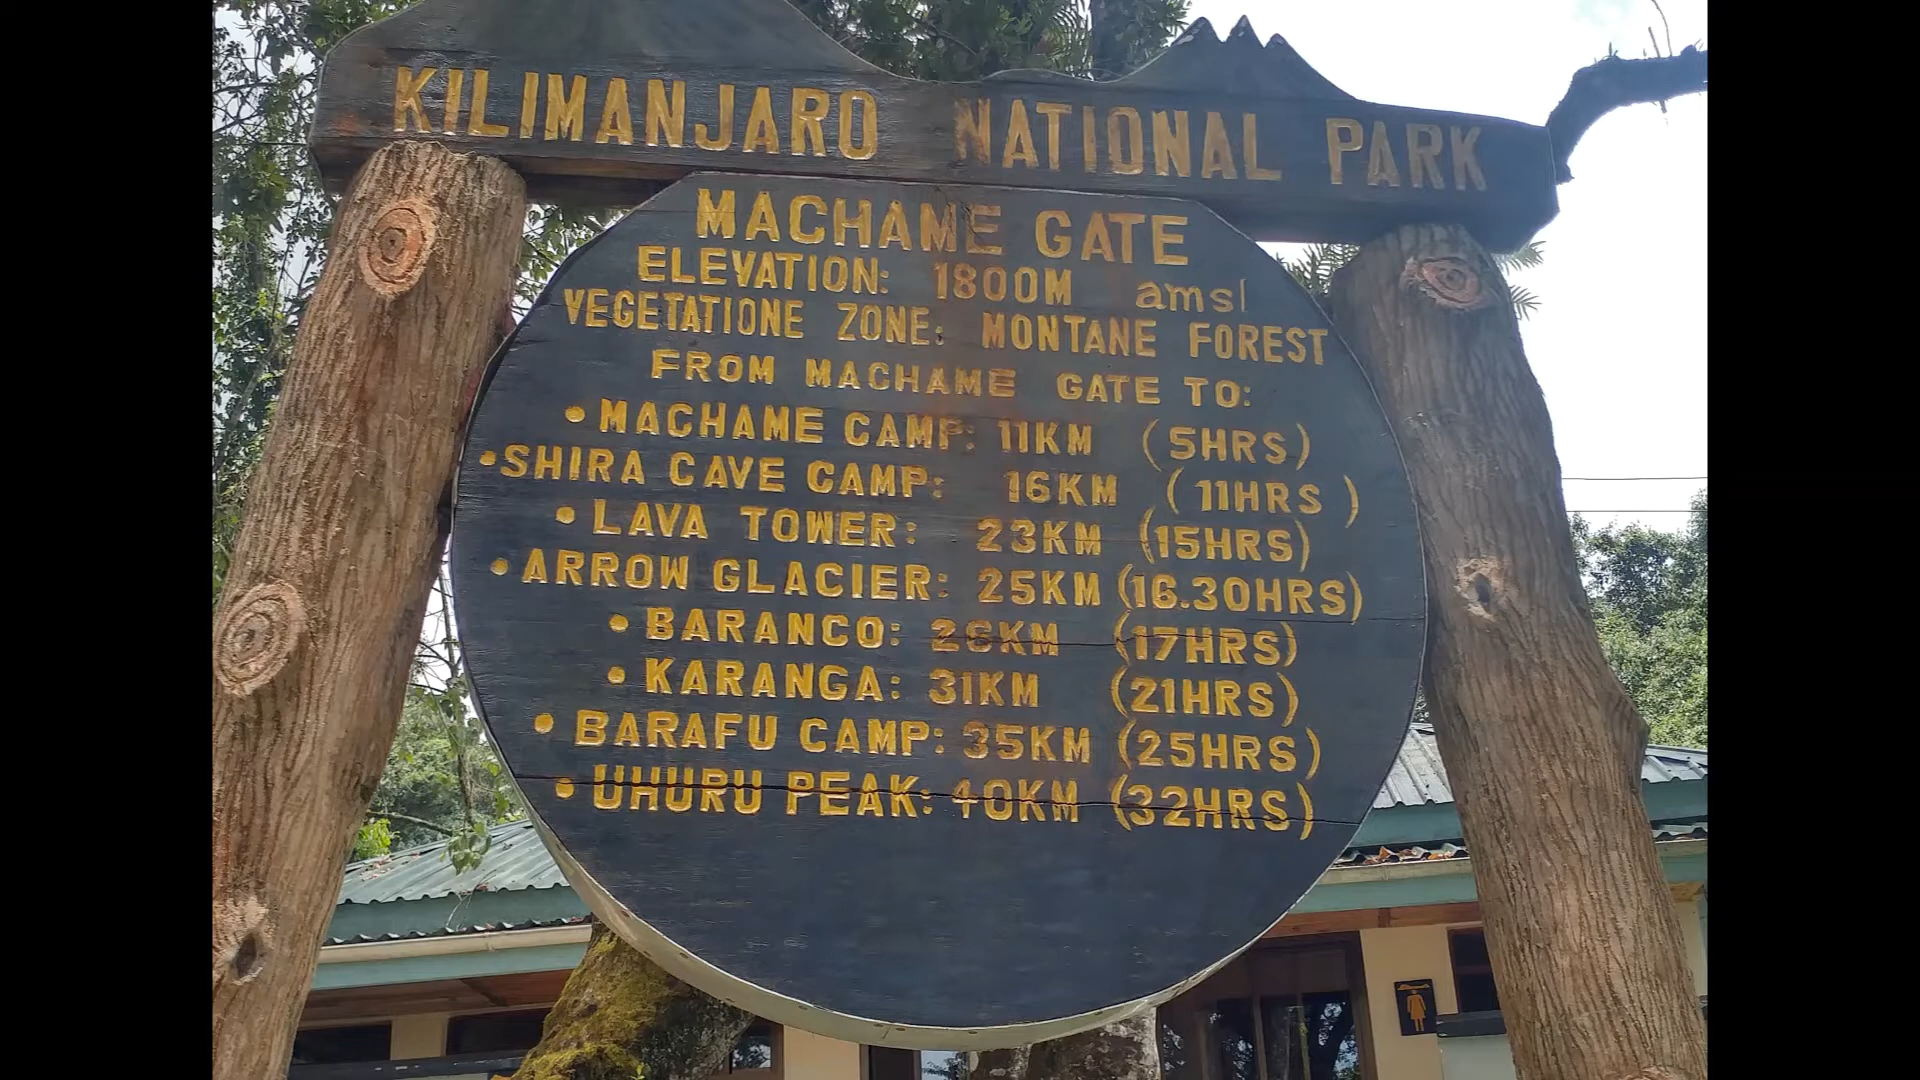 KILIMANJARO NATIONAL PARK
MACHAME GATE
ELEVATION: 1800M amsl
VEGETATIONE ZONE: MONTANE FOREST
FROM MACHAME GATE TO:
• MACHAME CAMP: 11KM (5HRS)
• SHIRA CAVE CAMP: 16KM (11HRS)
• LAVA TOWER: 23KM (15HRS)
• ARROW GLACIER: 25KM (16.30HRS)
• BARANCO: 26KM (17HRS)
• KARANGA: 31KM (21HRS)
• BARAFU CAMP: 35KM (25HRS)
• UHURU PEAK: 40KM (32HRS)